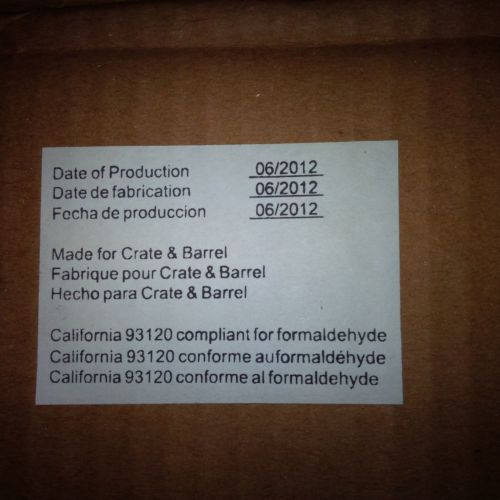 Date of Production 06/2012
Date de fabrication 06/2012
Fecha de produccion 06/2012
Made for Crate & Barrel
Fabrique pour Crate & Barrel
Hecho para Crate & Barrel
California 93120 compliant for formaldehyde
California 93120 conforme au formaldéhyde
California 93120 conforme al formaldehyde